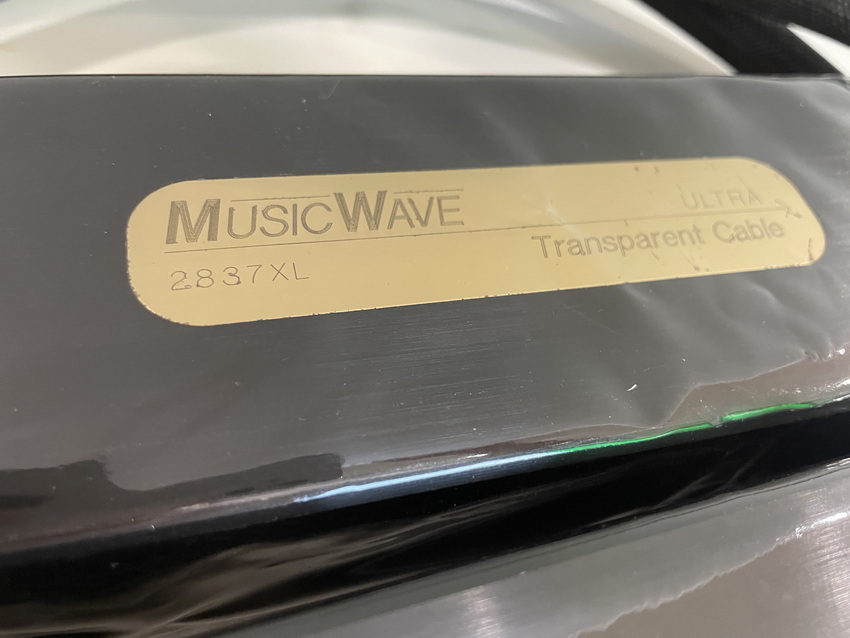 MUSICWAVE ULTRA
2837XL Transparent Cable